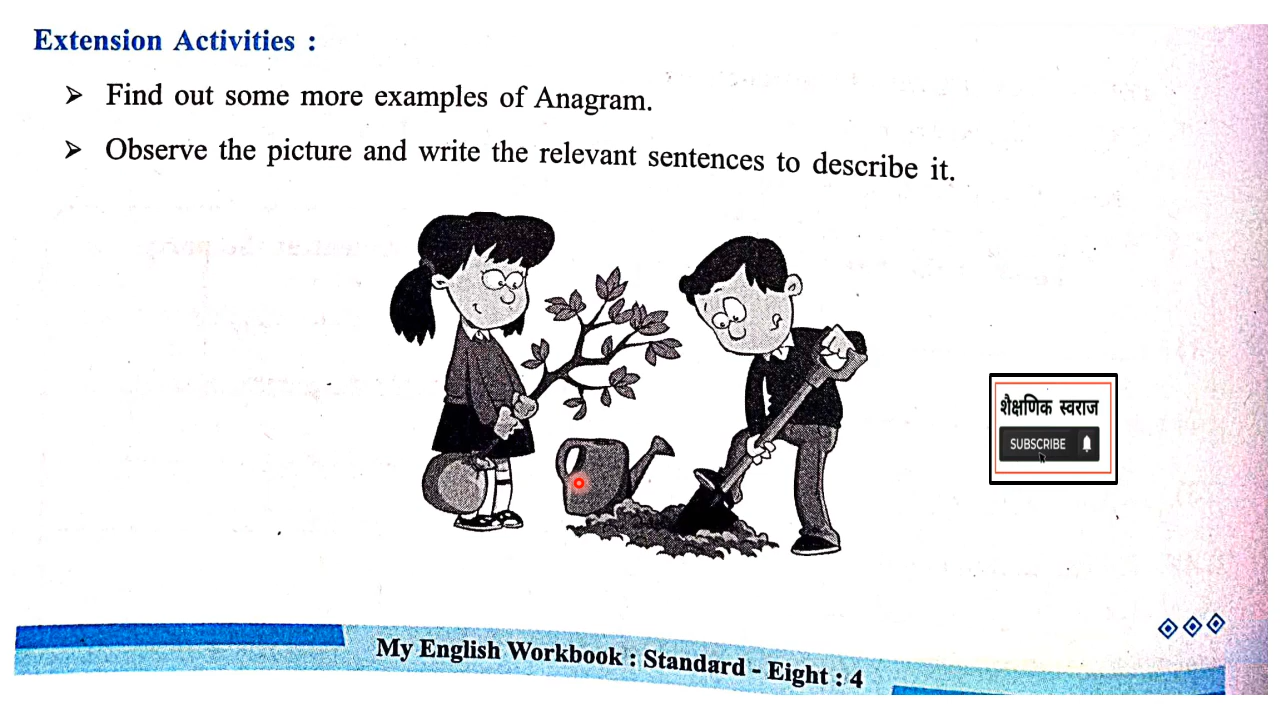 Extension Activities :
➢ Find out some more examples of Anagram.
➢ Observe the picture and write the relevant sentences to describe it.
शैक्षणिक स्वराज
SUBSCRIBE
My English Workbook : Standard - Eight : 4